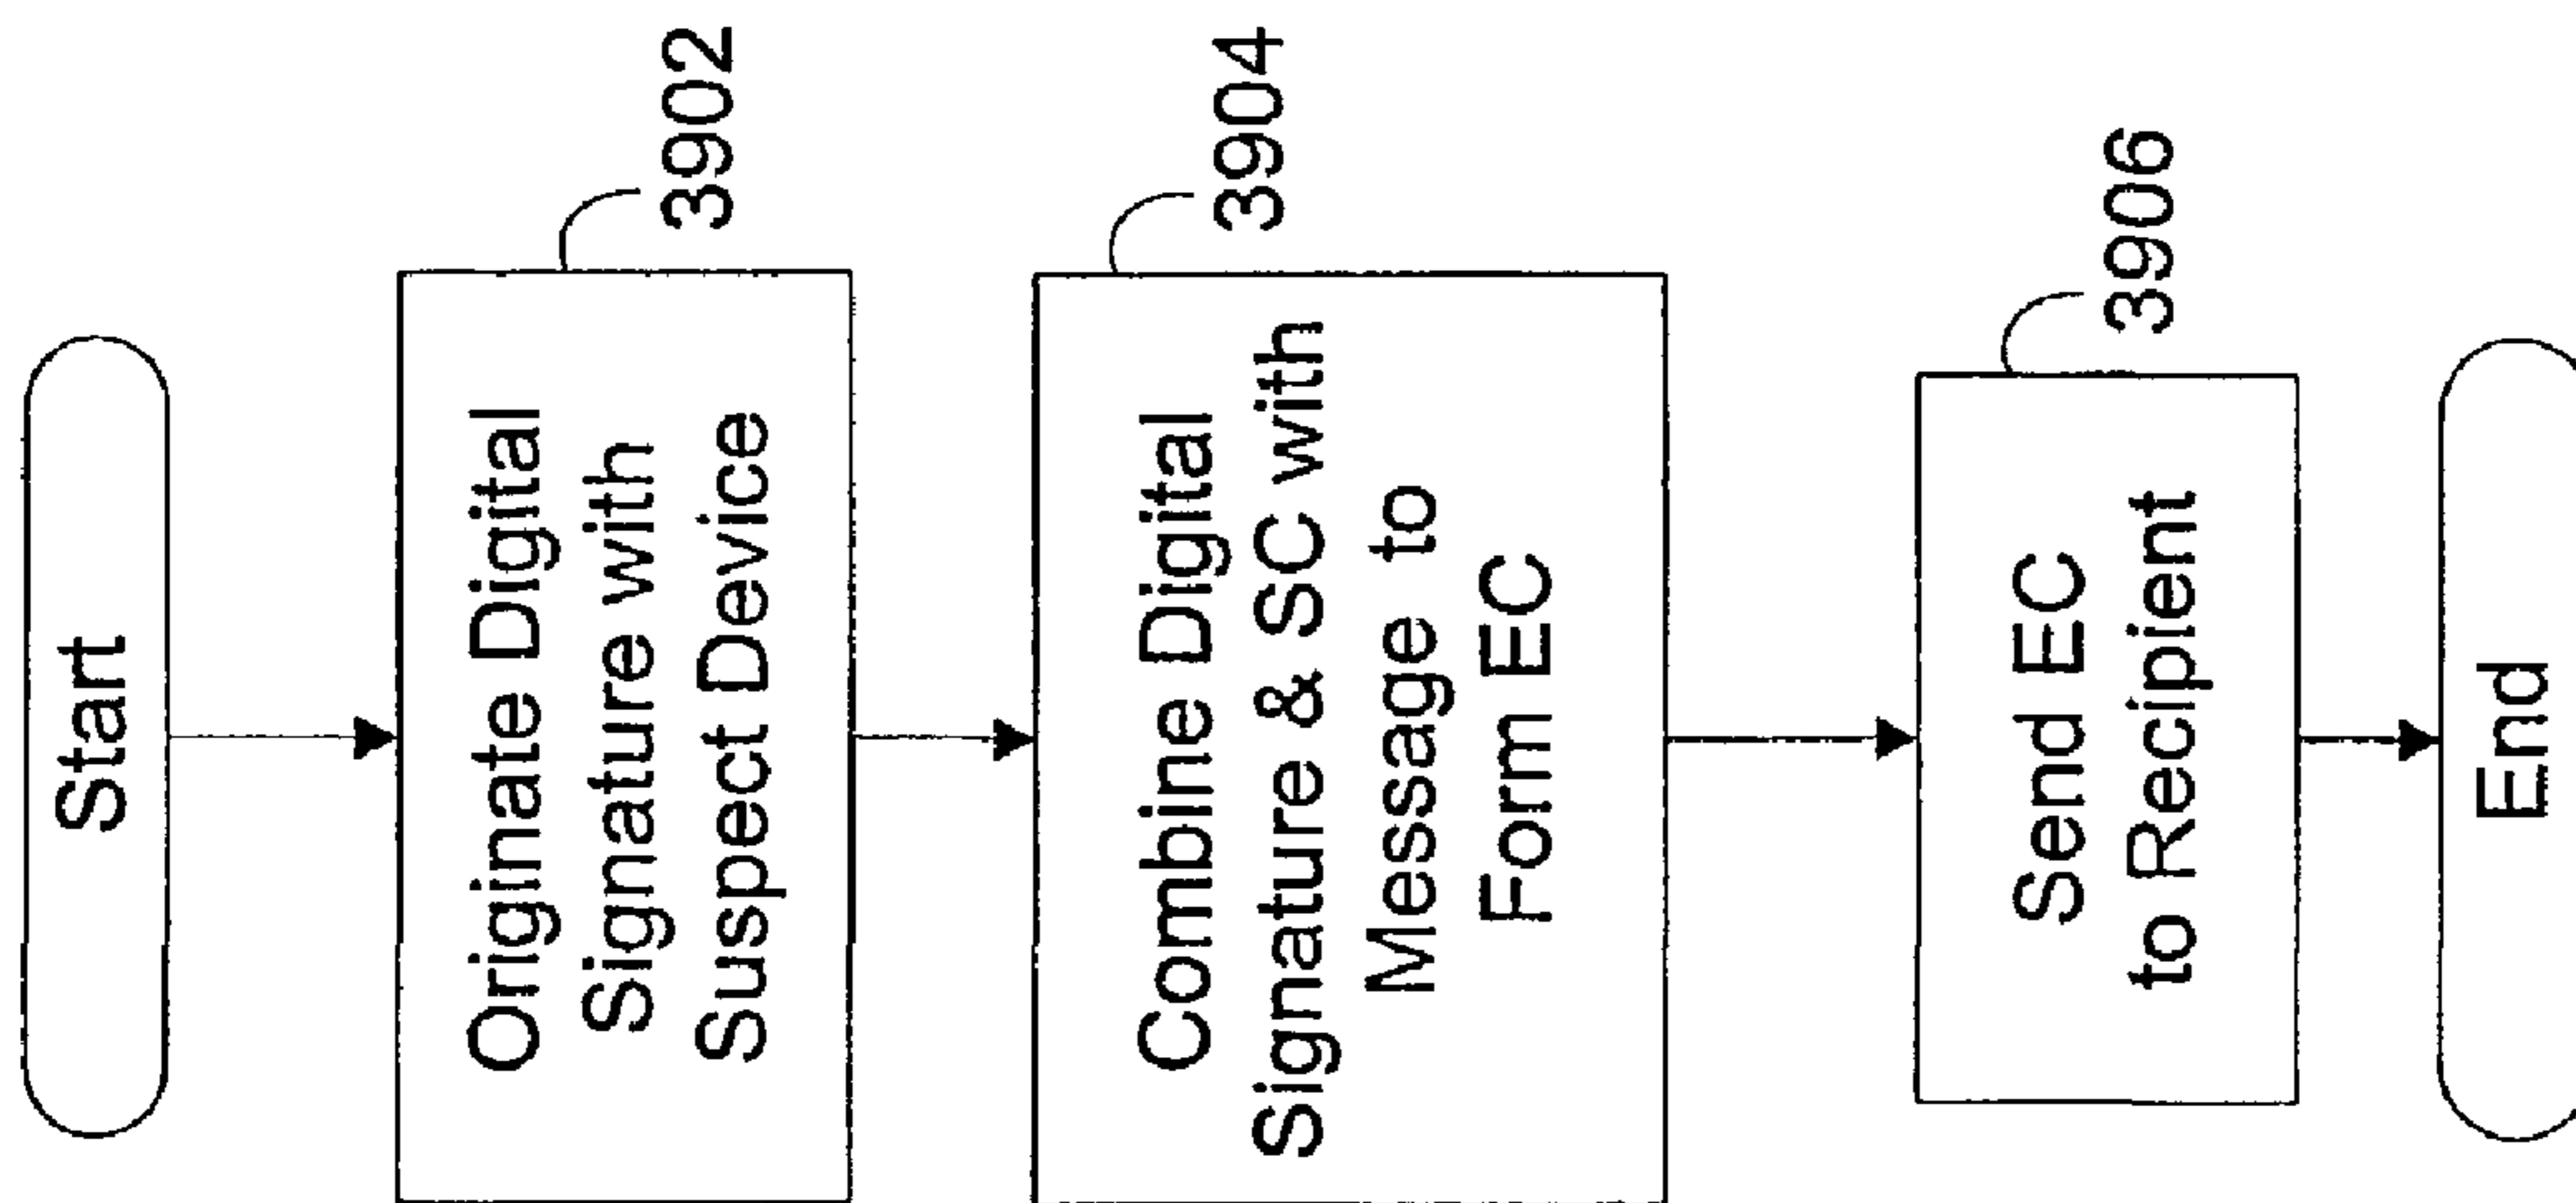 Start
Originate Digital
Signature with
Suspect Device
3902
Combine Digital
Signature & SC with
Message to
Form EC
3904
Send EC
to Recipient
3906
End